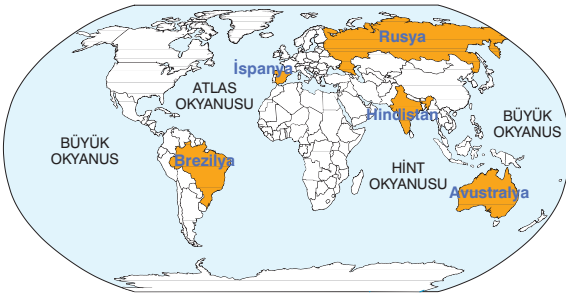 Rusya
İspanya
ATLAS
OKYANUSU
Hindistan
BÜYÜK
OKYANUS
BÜYÜK
OKYANUS
Brezilya
HİNT
OKYANUSU
Avustralya